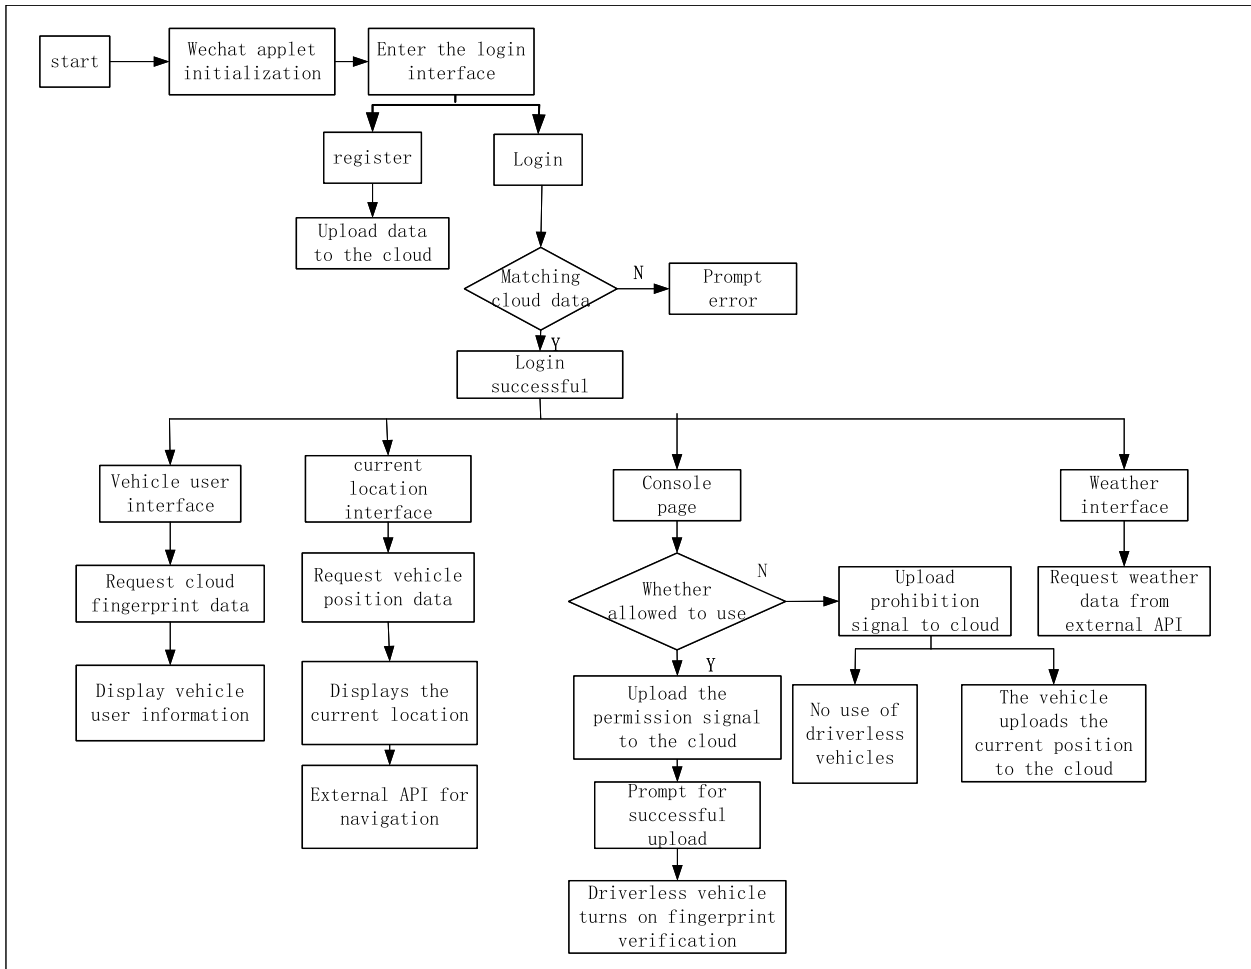 start
Wechat applet
initialization
Enter the login
interface
register
Login
Upload data
to the cloud
Matching
cloud data
N
Prompt
error
Y
Login
successful
Vehicle user
interface
current
location
interface
Console
page
Weather
interface
Request cloud
fingerprint data
Request vehicle
position data
Whether
allowed to use
N
Upload
prohibition
signal to cloud
Request weather
data from
external API
Y
Display vehicle
user information
Displays the
current location
Upload the
permission signal
to the cloud
No use of
driverless
vehicles
The vehicle
uploads the
current position
to the cloud
External API for
navigation
Prompt for
successful
upload
Driverless vehicle
turns on fingerprint
verification